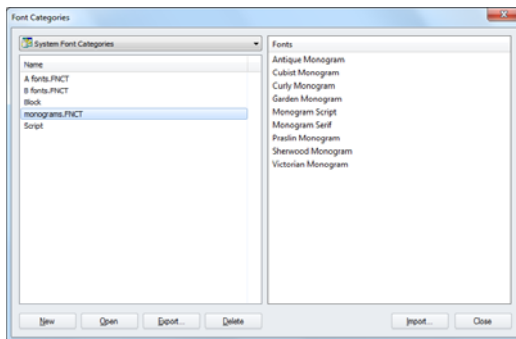 Font Categories
System Font Categories
Name
A fonts.FNCT
B fonts.FNCT
Block
monograms.FNCT
Script
Fonts
Antique Monogram
Cubist Monogram
Curly Monogram
Garden Monogram
Monogram Script
Monogram Serif
Praslin Monogram
Sherwood Monogram
Victorian Monogram
New Open Export... Delete Import... Close